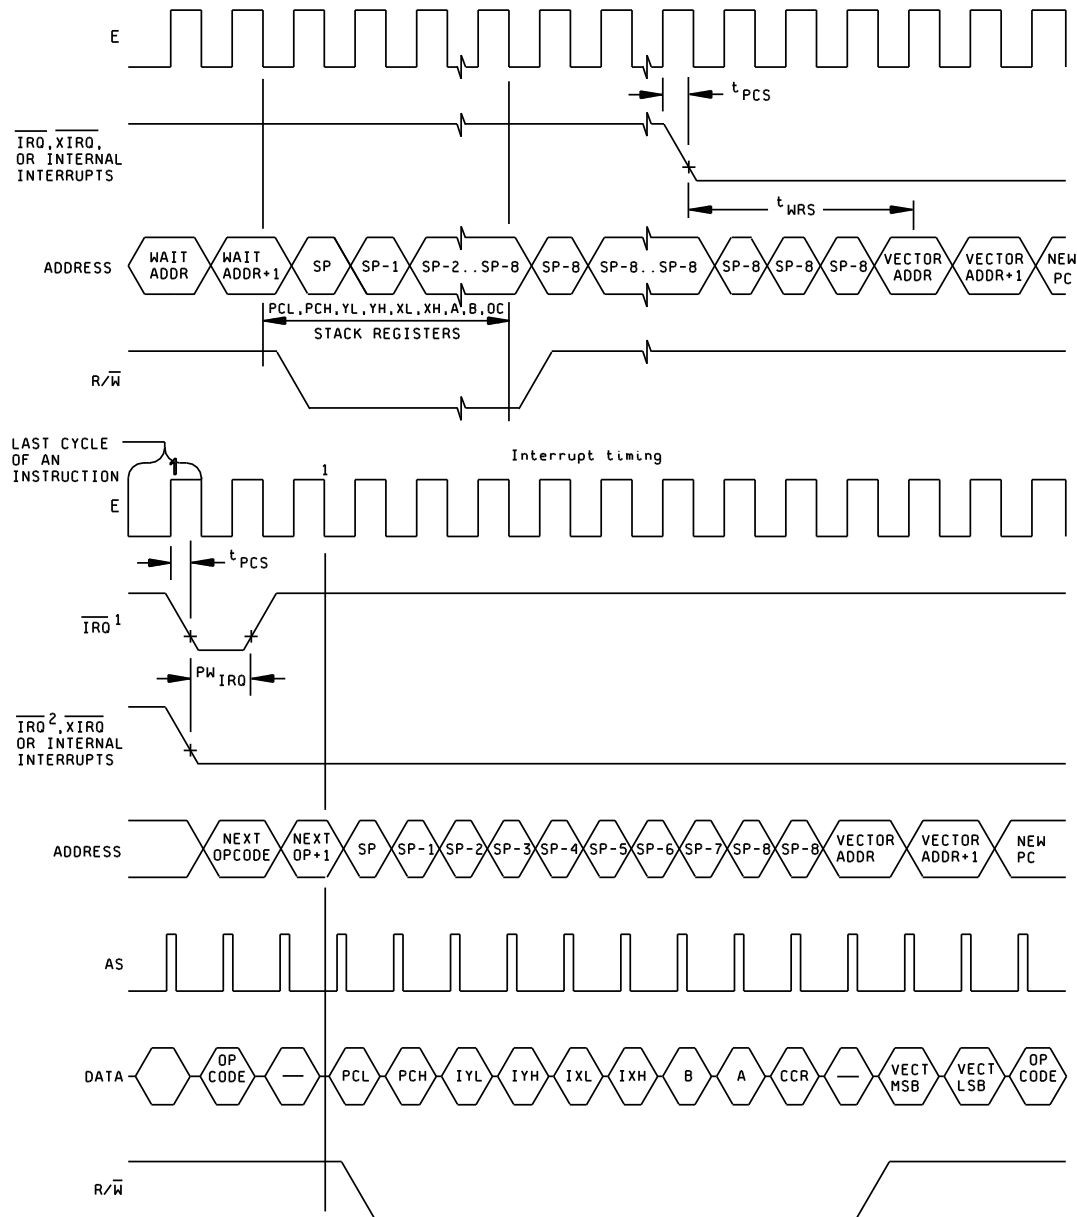 E
t PCS
IRQ, XIRQ,
OR INTERNAL
INTERRUPTS
t WRS
ADDRESS
WAIT ADDR
WAIT ADDR+1
SP
SP-1
SP-2..SP-8
SP-8
SP-8..SP-8
SP-8
SP-8
SP-8
VECTOR ADDR
VECTOR ADDR+1
NEW PC
PCL,PCH,YL,YH,XL,XH,A,B,OC
STACK REGISTERS
R/W
LAST CYCLE
OF AN
INSTRUCTION
1
1
Interrupt timing
E
t PCS
IRQ 1
PW IRQ
IRQ 2, XIRQ
OR INTERNAL
INTERRUPTS
ADDRESS
NEXT OPCODE
NEXT OP+1
SP
SP-1
SP-2
SP-3
SP-4
SP-5
SP-6
SP-7
SP-8
SP-8
VECTOR ADDR
VECTOR ADDR+1
NEW PC
AS
DATA
OP CODE
—
PCL
PCH
IYL
IYH
IXL
IXH
B
A
CCR
—
VECT MSB
VECT LSB
OP CODE
R/W